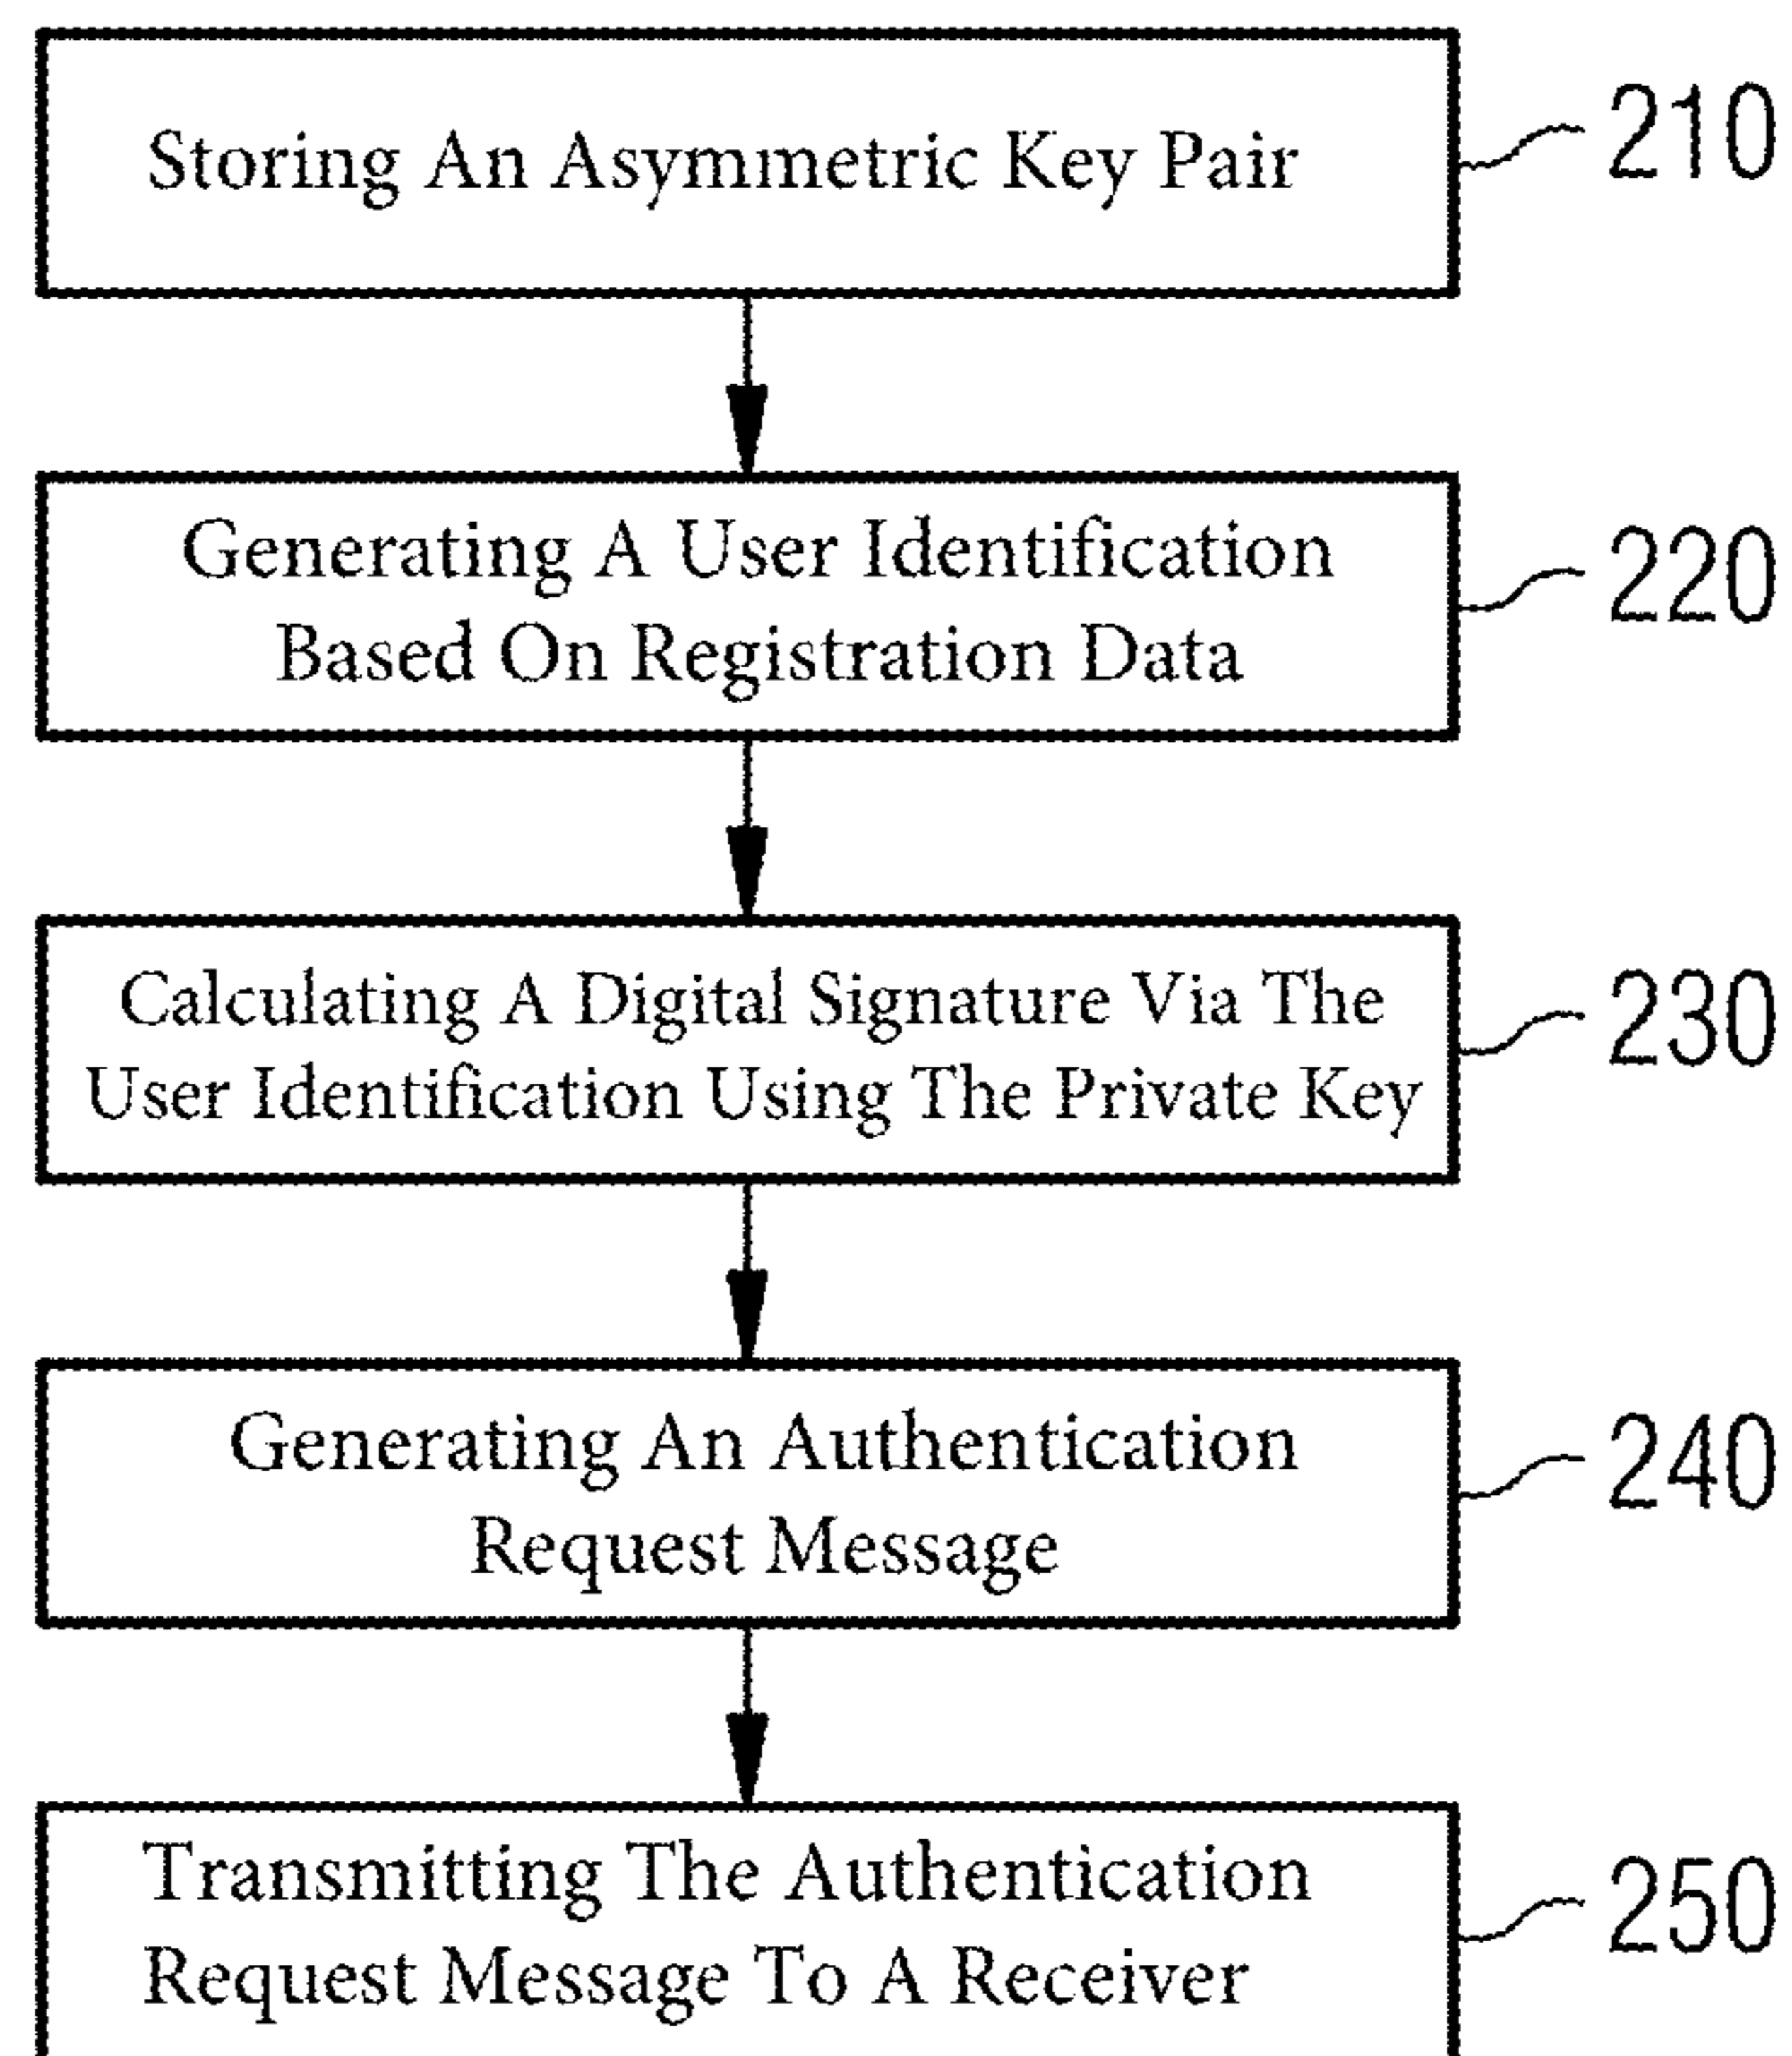 Storing An Asymmetric Key Pair
210
Generating A User Identification
Based On Registration Data
220
Calculating A Digital Signature Via The
User Identification Using The Private Key
230
Generating An Authentication
Request Message
240
Transmitting The Authentication
Request Message To A Receiver
250